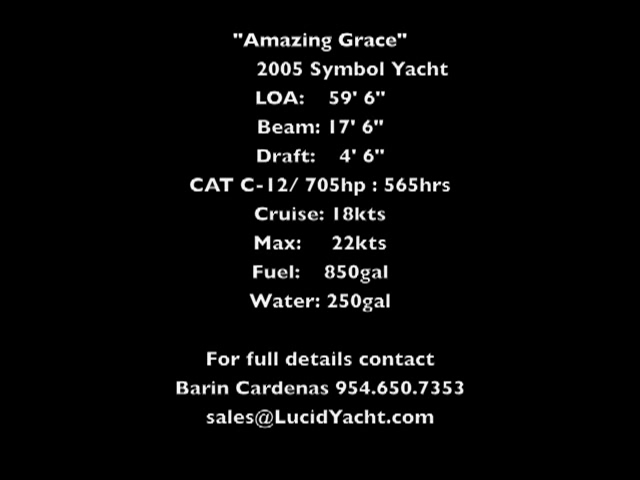 "Amazing Grace"
2005 Symbol Yacht
LOA: 59' 6"
Beam: 17' 6"
Draft: 4' 6"
CAT C-12/ 705hp : 565hrs
Cruise: 18kts
Max: 22kts
Fuel: 850gal
Water: 250gal
For full details contact
Barin Cardenas 954.650.7353
sales@LucidYacht.com